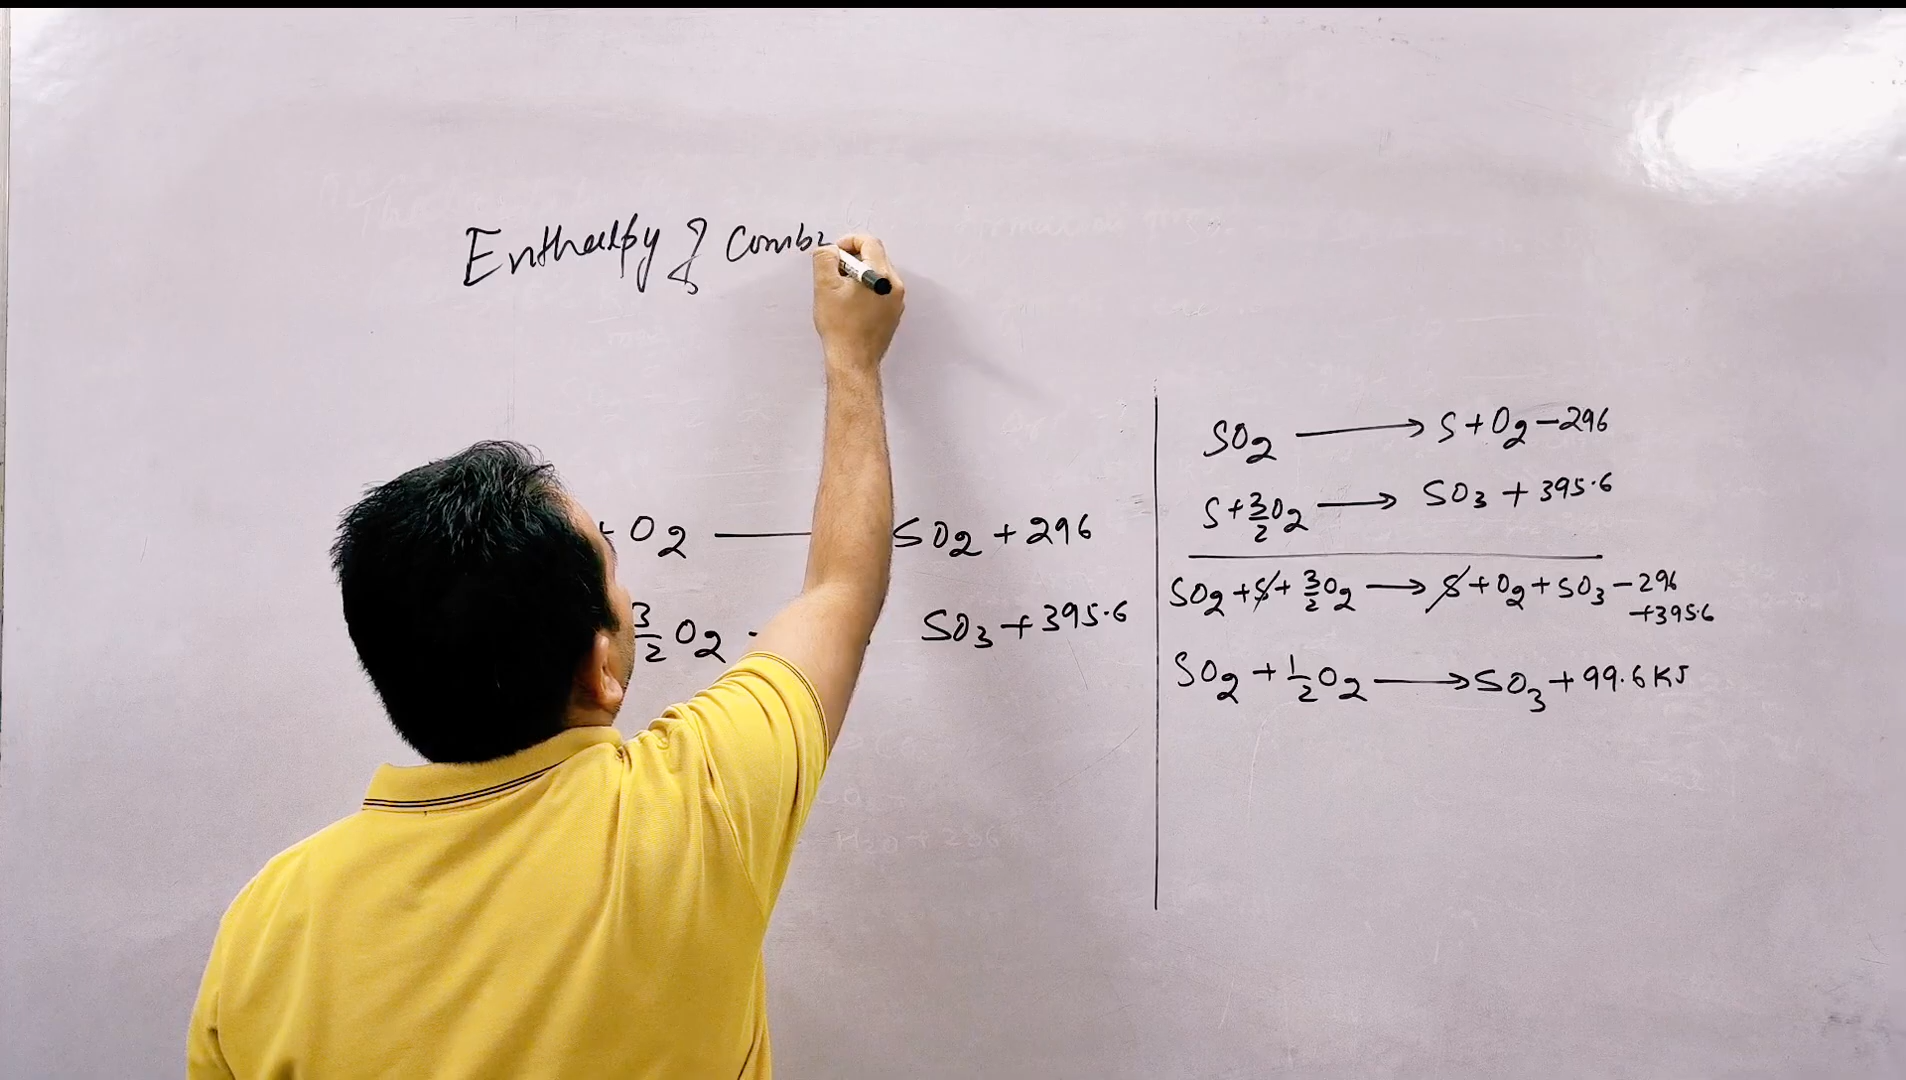 Enthalpy of comb
+ O2 — SO2 + 296
3/2 O2 - SO3 + 395.6
SO2 → S + O2 - 296
S + 3/2 O2 → SO3 + 395.6
SO2 + S + 3/2 O2 → S + O2 + SO3 - 296
+395.6
SO2 + 1/2 O2 → SO3 + 99.6 KJ
H2O + 286